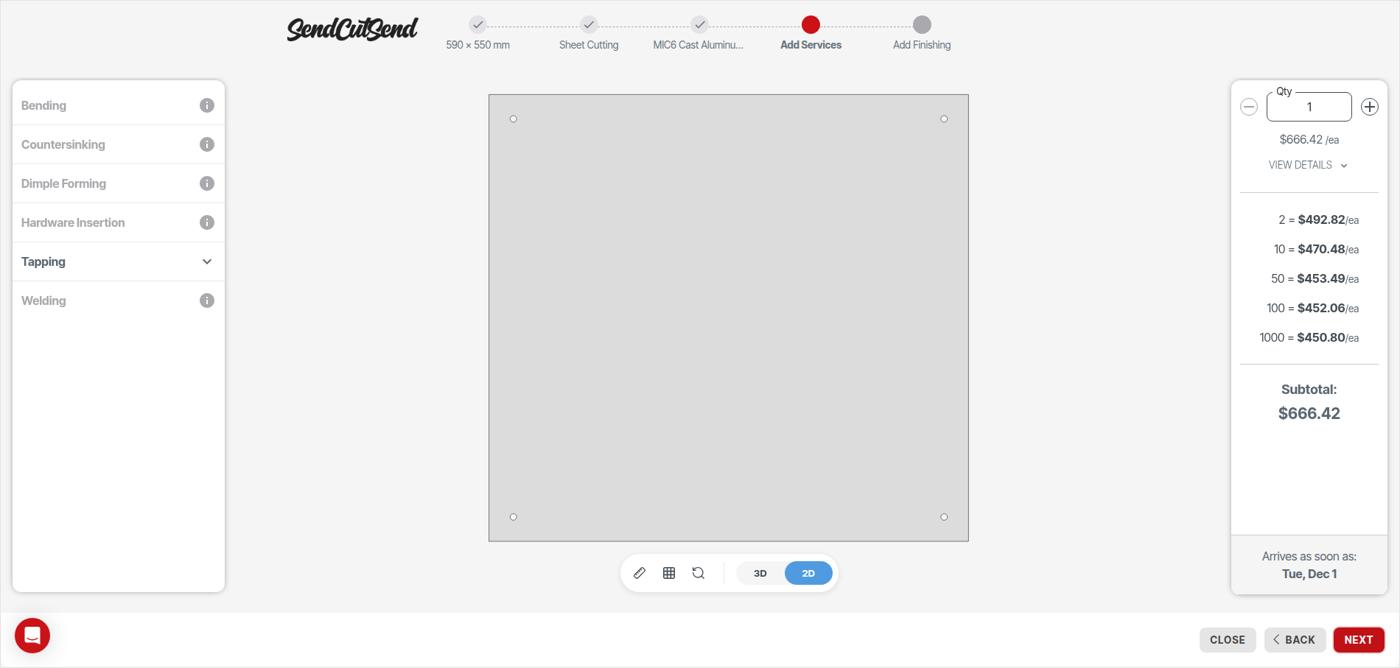 SendCutSend
590 × 550 mm
Sheet Cutting
MIC6 Cast Aluminu...
Add Services
Add Finishing
Bending
Countersinking
Dimple Forming
Hardware Insertion
Tapping
Welding
Qty
1
$666.42 /ea
VIEW DETAILS
2 = $492.82/ea
10 = $470.48/ea
50 = $453.49/ea
100 = $452.06/ea
1000 = $450.80/ea
Subtotal:
$666.42
Arrives as soon as:
Tue, Dec 1
3D
2D
CLOSE
BACK
NEXT